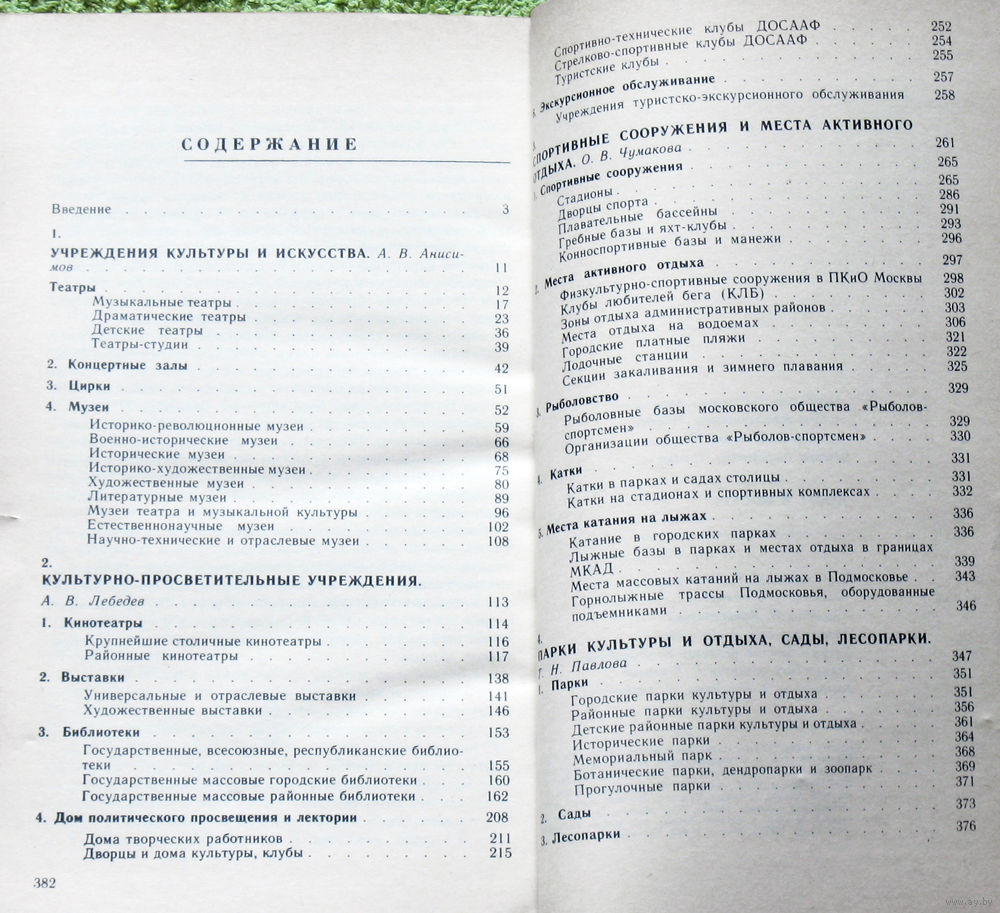 СОДЕРЖАНИЕ
Введение . . . . . . . . . . . . . . . . 3
1.
УЧРЕЖДЕНИЯ КУЛЬТУРЫ И ИСКУССТВА. А. В. Аниси-
мов . . . . . . . . . . . . . . . . 11
Театры . . . . . . . . . . . . . . . . 12
Музыкальные театры . . . . . . . . . . 17
Драматические театры . . . . . . . . . . 23
Детские театры . . . . . . . . . . 36
Театры-студии . . . . . . . . . . 39
2. Концертные залы . . . . . . . . . . 42
3. Цирки . . . . . . . . . . 51
4. Музеи . . . . . . . . . . 52
Историко-революционные музеи . . . . . . . 59
Военно-исторические музеи . . . . . . . 66
Исторические музеи . . . . . . . 68
Историко-художественные музеи . . . . . . . 75
Художественные музеи . . . . . . . 80
Литературные музеи . . . . . . . 89
Музеи театра и музыкальной культуры . . . . . 96
Естественнонаучные музеи . . . . . . . 102
Научно-технические и отраслевые музеи . . . . . 108
2.
КУЛЬТУРНО-ПРОСВЕТИТЕЛЬНЫЕ УЧРЕЖДЕНИЯ.
А. В. Лебедев . . . . . . . . . . 113
1. Кинотеатры . . . . . . . . . . 114
Крупнейшие столичные кинотеатры . . . . . . 116
Районные кинотеатры . . . . . . . 117
2. Выставки . . . . . . . . . . 138
Универсальные и отраслевые выставки . . . . . 141
Художественные выставки . . . . . . . 146
3. Библиотеки . . . . . . . . . . 153
Государственные, всесоюзные, республиканские библио-
теки . . . . . . . . . . 155
Государственные массовые городские библиотеки . . . 160
Государственные массовые районные библиотеки . . . 162
4. Дом политического просвещения и лектории . . . . 208
Дома творческих работников . . . . . . . 211
Дворцы и дома культуры, клубы . . . . . . . 215
382
Спортивно-технические клубы ДОСААФ . . . . . 252
Стрелково-спортивные клубы ДОСААФ . . . . . 254
Туристские клубы . . . . . . . . . . 255
Экскурсионное обслуживание . . . . . . . 257
Учреждения туристско-экскурсионного обслуживания 258
3.
СПОРТИВНЫЕ СООРУЖЕНИЯ И МЕСТА АКТИВНОГО
ОТДЫХА. О. В. Чумакова . . . . . . . . 261
1. Спортивные сооружения . . . . . . . . 265
Стадионы . . . . . . . . . . 265
Дворцы спорта . . . . . . . . . . 286
Плавательные бассейны . . . . . . . . 291
Гребные базы и яхт-клубы . . . . . . . . 293
Конноспортивные базы и манежи . . . . . . 296
2. Места активного отдыха . . . . . . . . 297
Физкультурно-спортивные сооружения в ПКиО Москвы 298
Клубы любителей бега (КЛБ) . . . . . . . 302
Зоны отдыха административных районов . . . . . 303
Места отдыха на водоемах . . . . . . . 306
Городские платные пляжи . . . . . . . 321
Лодочные станции . . . . . . . . 322
Секции закаливания и зимнего плавания . . . . 325
3. Рыболовство . . . . . . . . . . 329
Рыболовные базы московского общества «Рыболов-
спортсмен» . . . . . . . . . . 329
Организации общества «Рыболов-спортсмен» . . . 330
4. Катки . . . . . . . . . . 331
Катки в парках и садах столицы . . . . . . 331
Катки на стадионах и спортивных комплексах . . . 332
5. Места катания на лыжах . . . . . . . . 336
Катание в городских парках . . . . . . . 336
Лыжные базы в парках и местах отдыха в границах
МКАД . . . . . . . . . . 339
Места массовых катаний на лыжах в Подмосковье . . 343
Горнолыжные трассы Подмосковья, оборудованные
подъемниками . . . . . . . . . . 346
4.
ПАРКИ КУЛЬТУРЫ И ОТДЫХА, САДЫ, ЛЕСОПАРКИ.
Т. Н. Павлова . . . . . . . . . . 347
1. Парки . . . . . . . . . . 351
Городские парки культуры и отдыха . . . . . 351
Районные парки культуры и отдыха . . . . . 356
Детские районные парки культуры и отдыха . . . . 361
Исторические парки . . . . . . . . 364
Мемориальный парк . . . . . . . . 368
Ботанические парки, дендропарки и зоопарк . . . . 369
Прогулочные парки . . . . . . . . 371
2. Сады . . . . . . . . . . 373
3. Лесопарки . . . . . . . . . . 376
www.ay.by